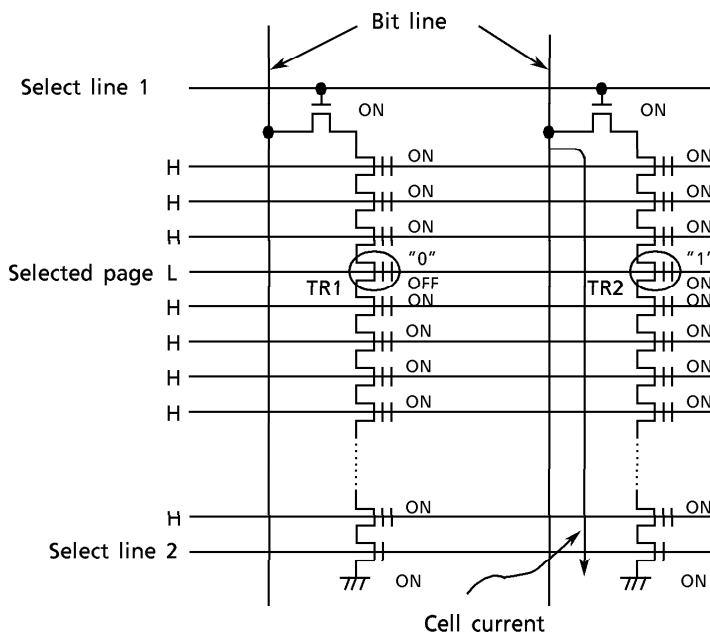 Bit line
Select line 1
ON
ON
H ON ON
H ON ON
H ON ON
"0" "1"
Selected page L
TR1 OFF TR2 ON
H ON ON
H ON ON
H ON ON
H ON ON
H ON ON
Select line 2
ON ON
Cell current